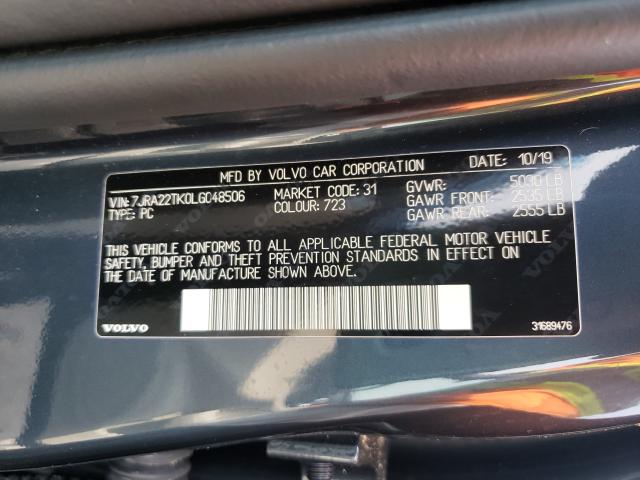 MFD BY VOLVO CAR CORPORATION DATE: 10/19
VIN: 7JRA22TK0LG048506 MARKET CODE: 31 GVWR: 5030 LB
TYPE: PC COLOUR: 723 GAWR FRONT: 2535 LB
GAWR REAR: 2555 LB
THIS VEHICLE CONFORMS TO ALL APPLICABLE FEDERAL MOTOR VEHICLE
SAFETY, BUMPER AND THEFT PREVENTION STANDARDS IN EFFECT ON
THE DATE OF MANUFACTURE SHOWN ABOVE.
VOLVO 31689476